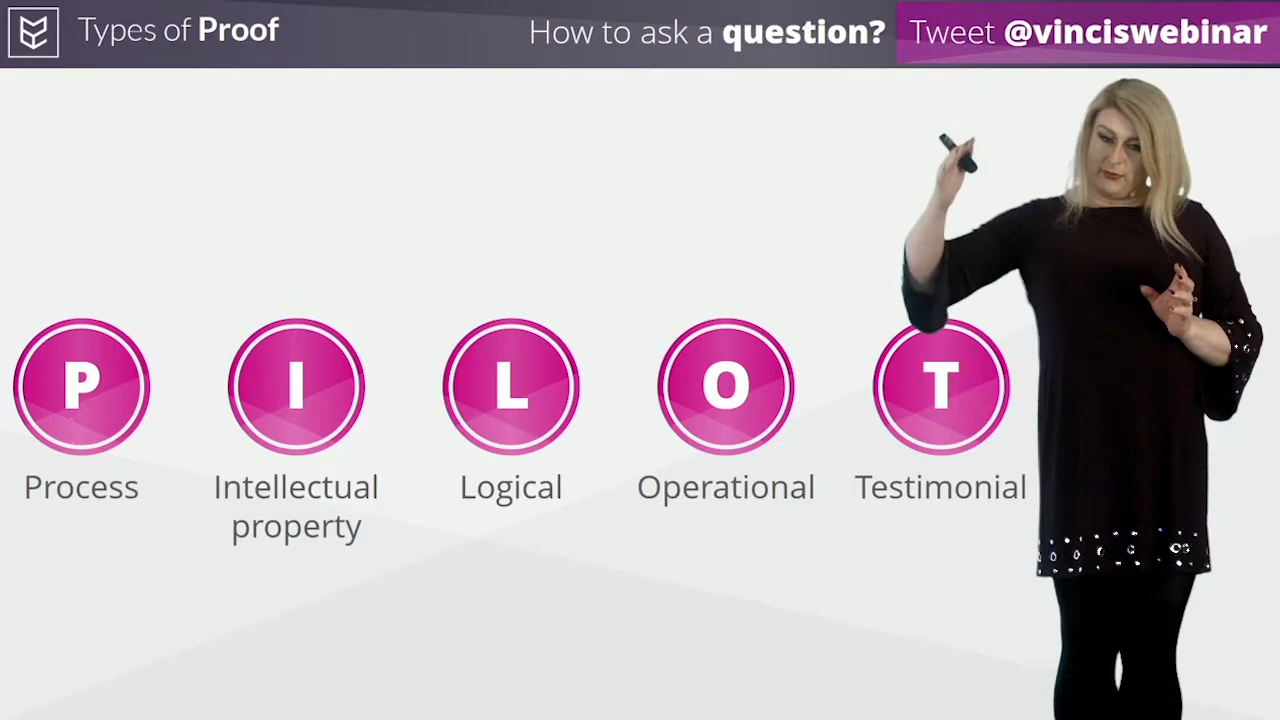 Types of Proof
How to ask a question?
Tweet @vinciswebinar
P
I
L
O
T
Process
Intellectual
property
Logical
Operational
Testimonial